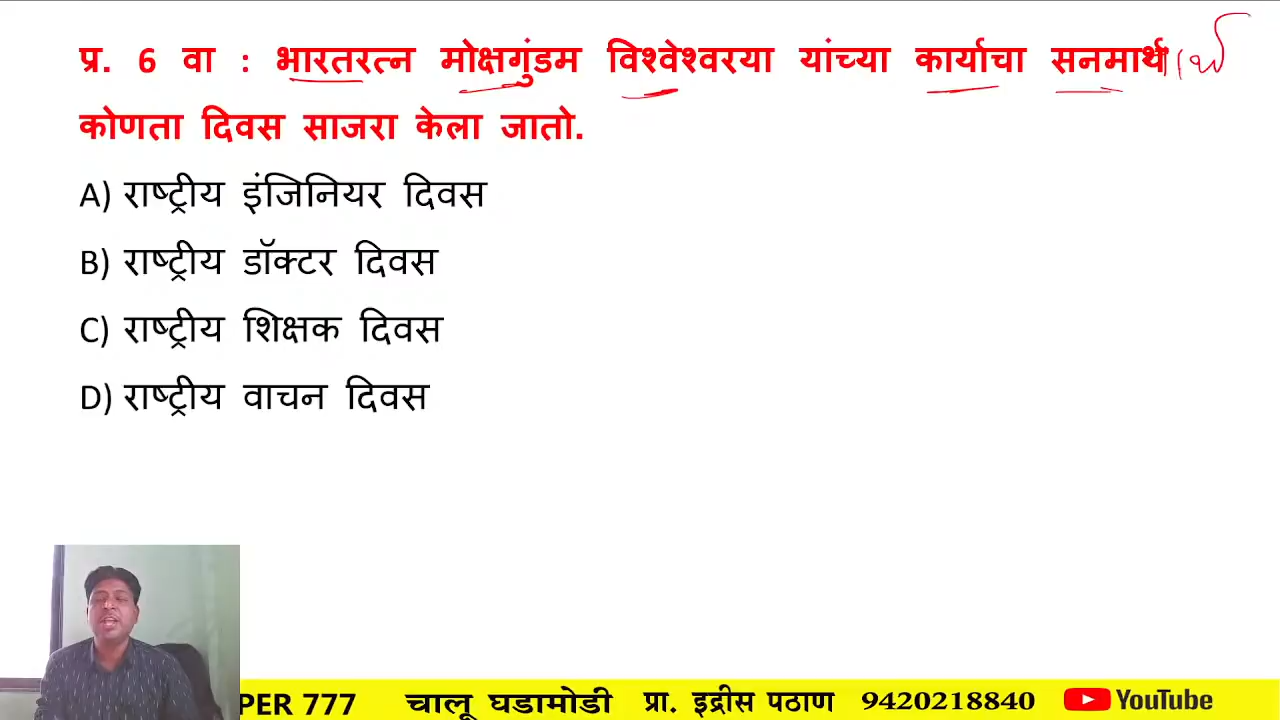 प्र. 6 वा : भारतरत्न मोक्षगुंडम विश्वेश्वरया यांच्या कार्याचा सनमार्थ
कोणता दिवस साजरा केला जातो.
A) राष्ट्रीय इंजिनियर दिवस
B) राष्ट्रीय डॉक्टर दिवस
C) राष्ट्रीय शिक्षक दिवस
D) राष्ट्रीय वाचन दिवस
PER 777 चालू घडामोडी प्रा. इद्रीस पठाण 9420218840 YouTube